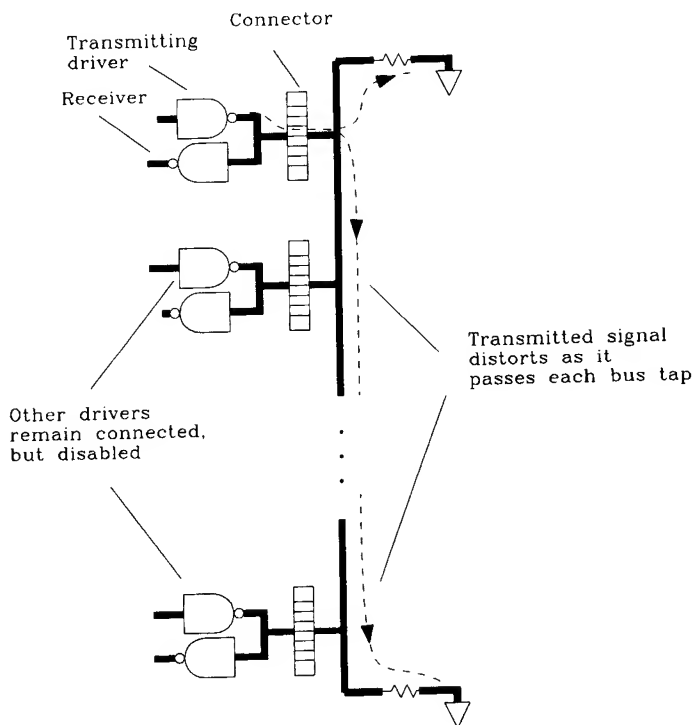 Connector
Transmitting
driver
Receiver
Transmitted signal
distorts as it
passes each bus tap
Other drivers
remain connected,
but disabled